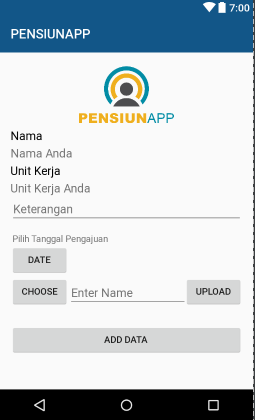 7:00
PENSIUNAPP
PENSIUNAPP
Nama
Nama Anda
Unit Kerja
Unit Kerja Anda
Keterangan
Pilih Tanggal Pengajuan
DATE
CHOOSE Enter Name UPLOAD
ADD DATA